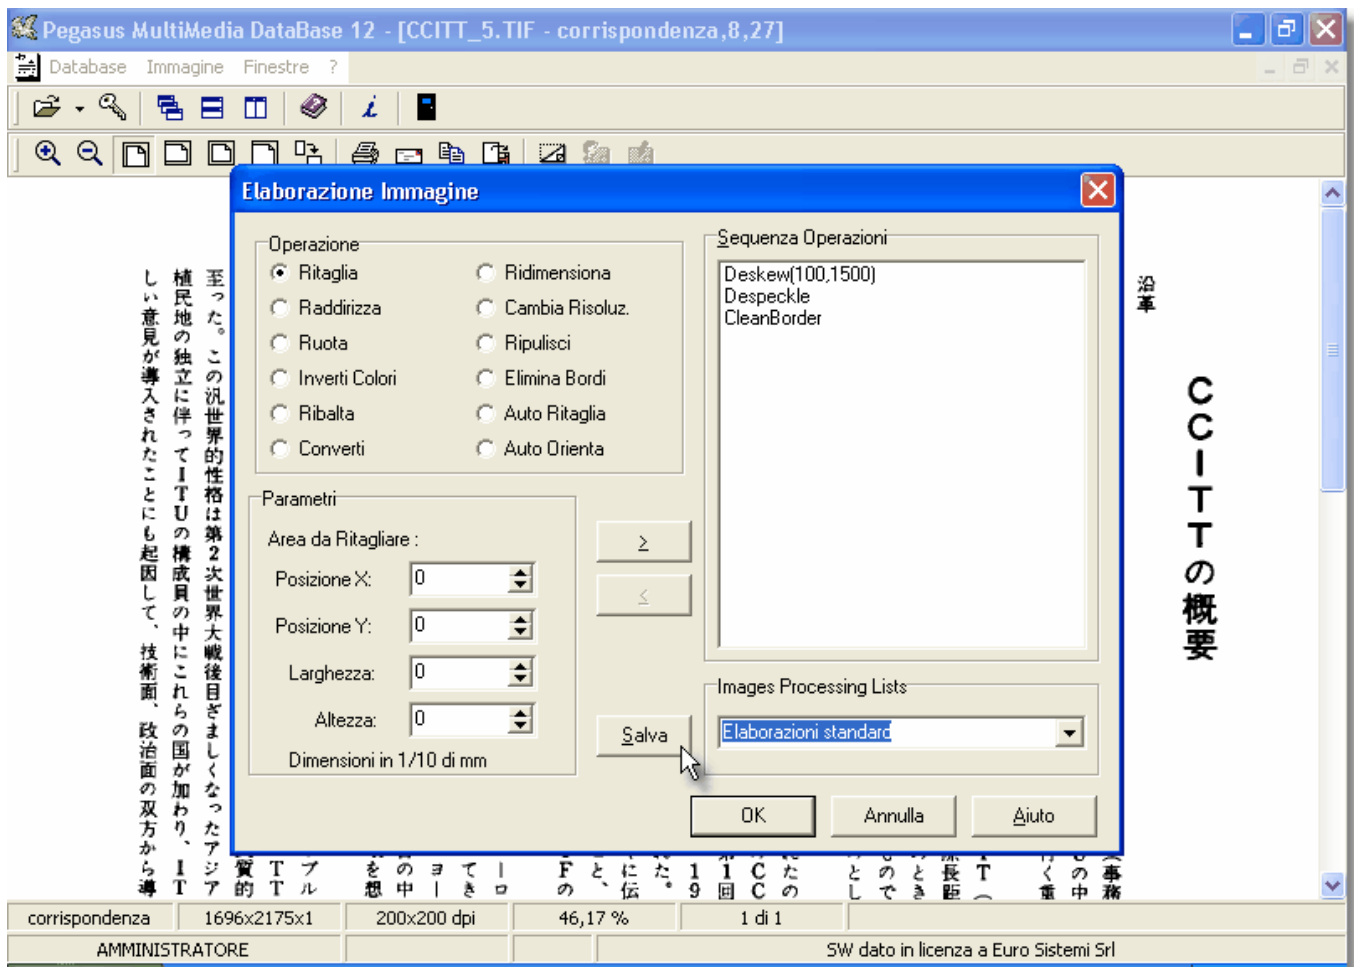 Pegasus MultiMedia DataBase 12 - [CCITT_5.TIF - corrispondenza,8,27]
Database Immagine Finestre ?
Elaborazione Immagine
Operazione
Ritaglia
Raddirizza
Ruota
Inverti Colori
Ribalta
Converti
Ridimensiona
Cambia Risoluz.
Ripulisci
Elimina Bordi
Auto Ritaglia
Auto Orienta
Parametri
Area da Ritagliare :
Posizione X: 0
Posizione Y: 0
Larghezza: 0
Altezza: 0
Dimensioni in 1/10 di mm
>
<
Salva
Sequenza Operazioni
Deskew(100,1500)
Despeckle
CleanBorder
Images Processing Lists
Elaborazioni standard
OK
Annulla
Aiuto
CCITTの概要
沿革
至った。この汎世界的性格は第2次世界大戦後目ざましくなったアジア
植民地の独立に伴ってITUの構成員の中にこれらの国が加わり、IT
しい意見が導入されたことにも起因して、技術面、政治面の双方から導
corrispondenza 1696x2175x1 200x200 dpi 46,17 % 1 di 1
AMMINISTRATORE SW dato in licenza a Euro Sistemi Srl